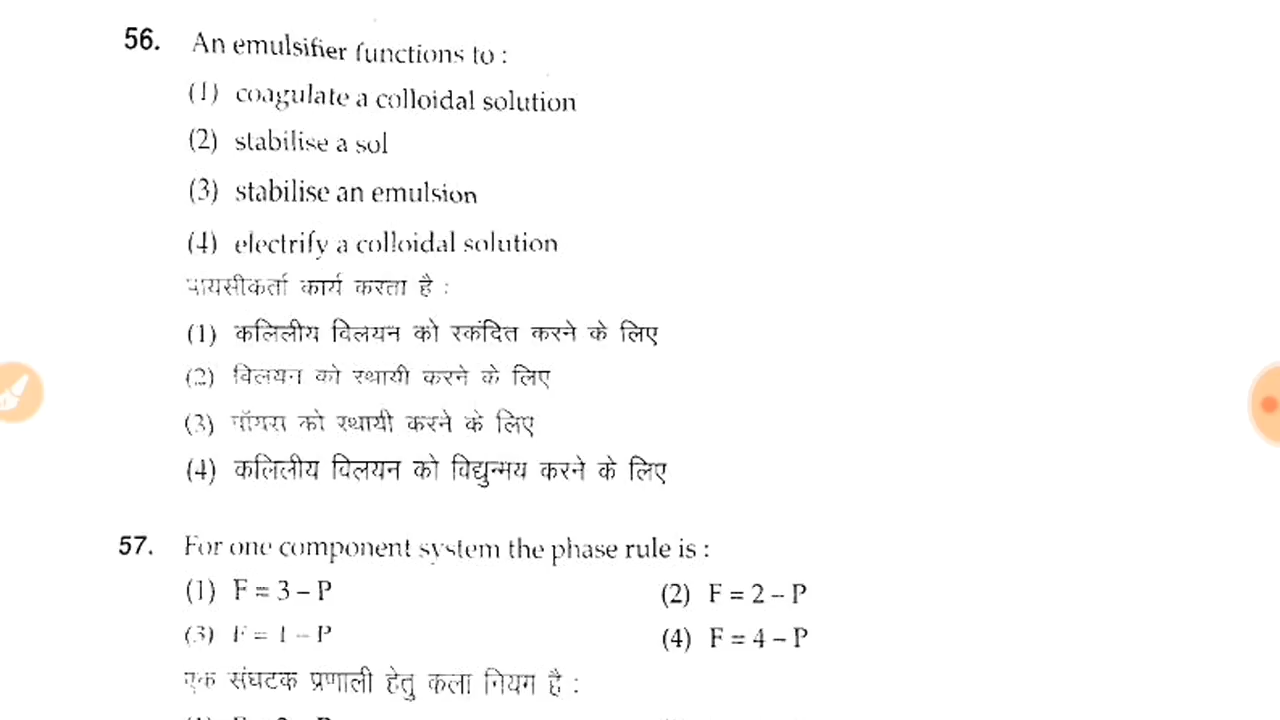 56. An emulsifier functions to :
(1) coagulate a colloidal solution
(2) stabilise a sol
(3) stabilise an emulsion
(4) electrify a colloidal solution
पायसीकर्ता कार्य करता है :
(1) कलिलीय विलयन को स्कंदित करने के लिए
(2) विलयन को स्थायी करने के लिए
(3) को स्थायी करने के लिए
(4) कलिलीय विलयन को विद्युन्मय करने के लिए
57. For one component system the phase rule is :
(1) F = 3 – P (2) F = 2 – P
(3) F = 1 – P (4) F = 4 – P
एक संघटक प्रणाली हेतु कला नियम है :